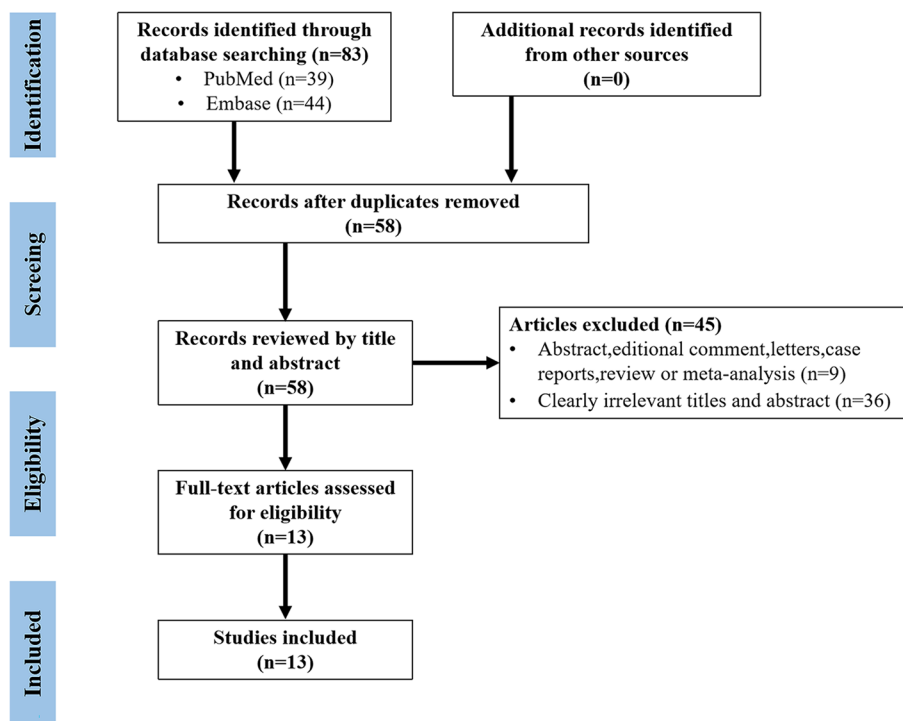 Identification
Records identified through
database searching (n=83)
• PubMed (n=39)
• Embase (n=44)
Additional records identified
from other sources
(n=0)
Screeing
Records after duplicates removed
(n=58)
Records reviewed by title
and abstract
(n=58)
Articles excluded (n=45)
• Abstract,editional comment,letters,case
reports,review or meta-analysis (n=9)
• Clearly irrelevant titles and abstract (n=36)
Eligibility
Full-text articles assessed
for eligibility
(n=13)
Included
Studies included
(n=13)